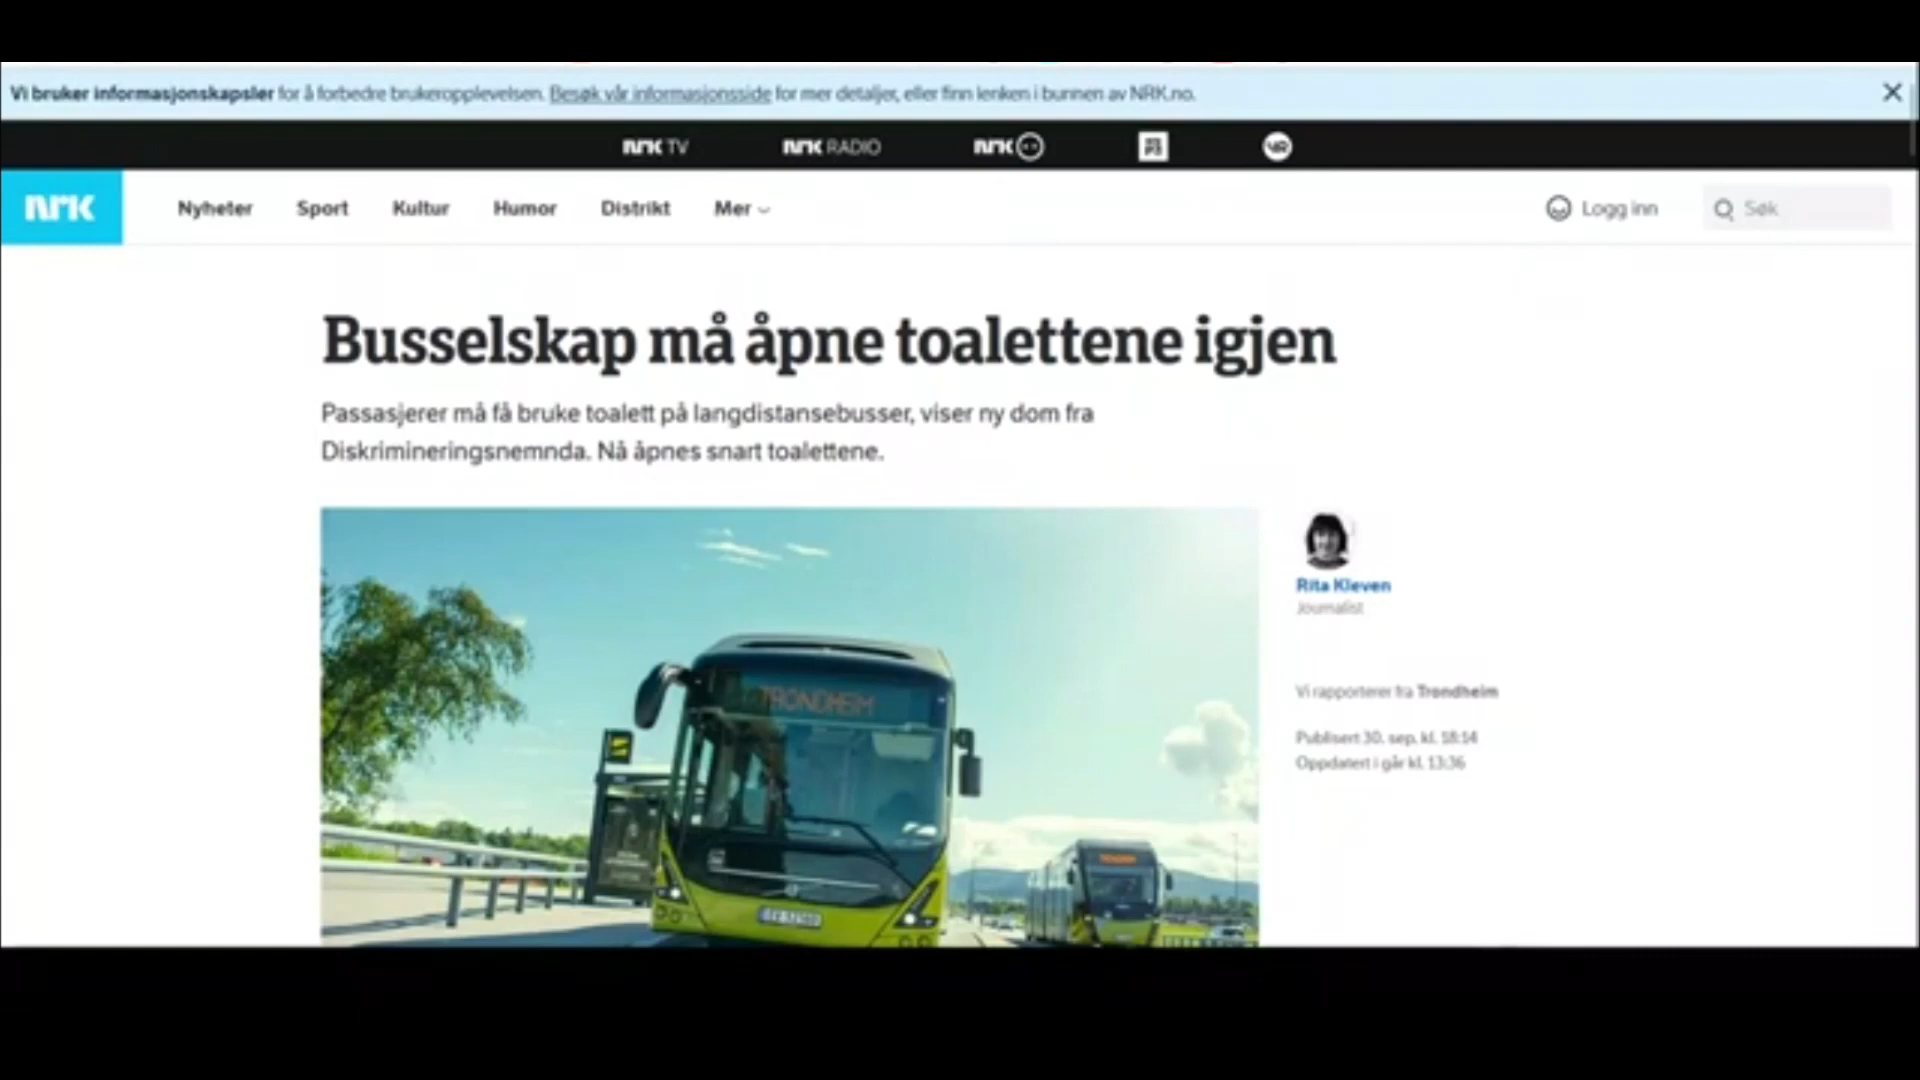 Vi bruker informasjonskapsler for å forbedre brukeropplevelsen. Besøk vår informasjonsside for mer detaljer, eller finn lenken i bunnen av NRK.no.
NRK TV
NRK RADIO
NRK
P3
YR
NRK
Nyheter
Sport
Kultur
Humor
Distrikt
Mer
Logg inn
Søk
Busselskap må åpne toalettene igjen
Passasjerer må få bruke toalett på langdistansebusser, viser ny dom fra
Diskrimineringsnemnda. Nå åpnes snart toalettene.
TRONDHEIM
Rita Kleven
Journalist
Vi rapporterer fra Trondheim
Publisert 30. sep. kl. 18:14
Oppdatert i går kl. 13:36